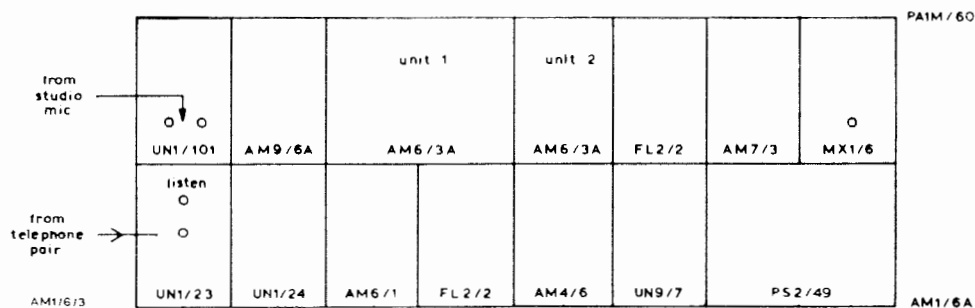 PA1M/60
unit 1
unit 2
from
studio
mic
UN1/101
AM9/6A
AM6/3A
AM6/3A
FL2/2
AM7/3
MX1/6
listen
from
telephone
pair
UN1/23
UN1/24
AM6/1
FL2/2
AM4/6
UN9/7
PS2/49
AM1/6/3
AM1/6A